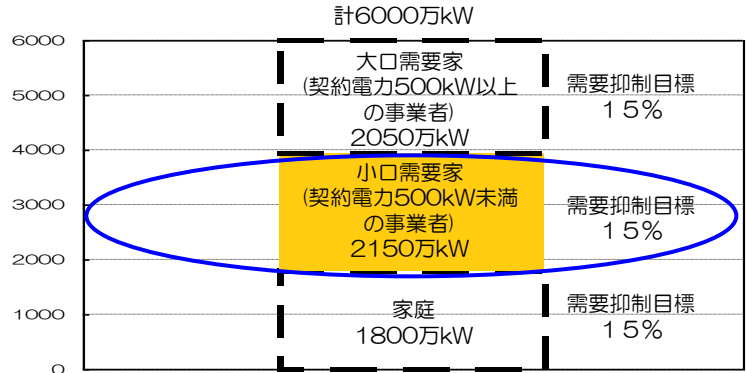 計6000万kW
6000
大口需要家
(契約電力500kW以上
の事業者)
2050万kW
需要抑制目標
１５%
5000
4000
小口需要家
(契約電力500kW未満
の事業者)
2150万kW
需要抑制目標
１５%
3000
2000
家庭
1800万kW
需要抑制目標
１５%
1000
0